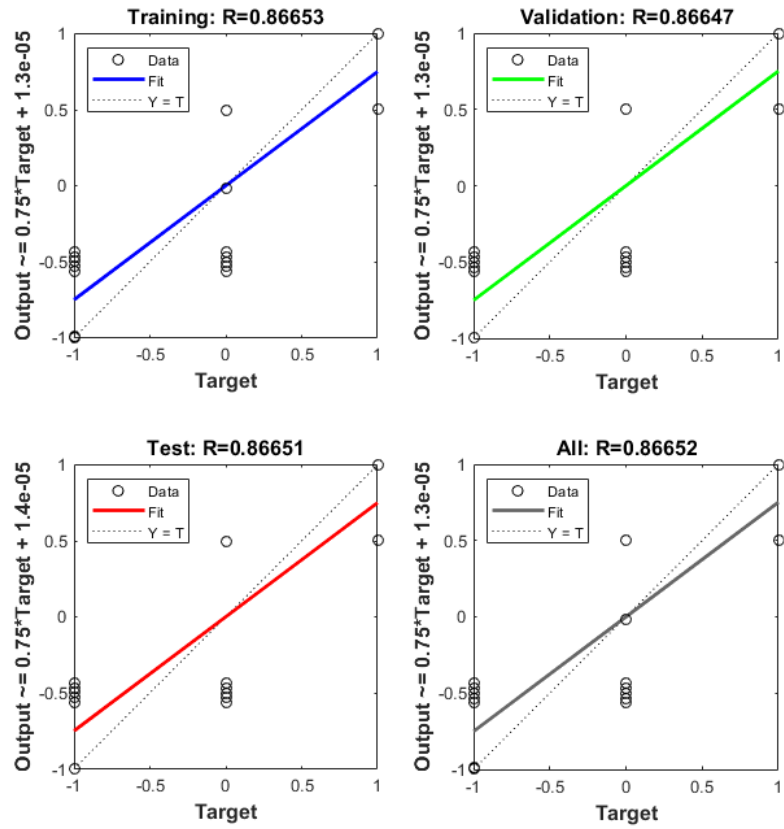 Training: R=0.86653
Output ~= 0.75*Target + 1.3e-05
1
0.5
0
-0.5
-1
Data
Fit
Y = T
-1
-0.5
0
0.5
1
Target
Validation: R=0.86647
Output ~= 0.75*Target + 1.3e-05
1
0.5
0
-0.5
-1
Data
Fit
Y = T
-1
-0.5
0
0.5
1
Target
Test: R=0.86651
Output ~= 0.75*Target + 1.4e-05
1
0.5
0
-0.5
-1
Data
Fit
Y = T
-1
-0.5
0
0.5
1
Target
All: R=0.86652
Output ~= 0.75*Target + 1.3e-05
1
0.5
0
-0.5
-1
Data
Fit
Y = T
-1
-0.5
0
0.5
1
Target